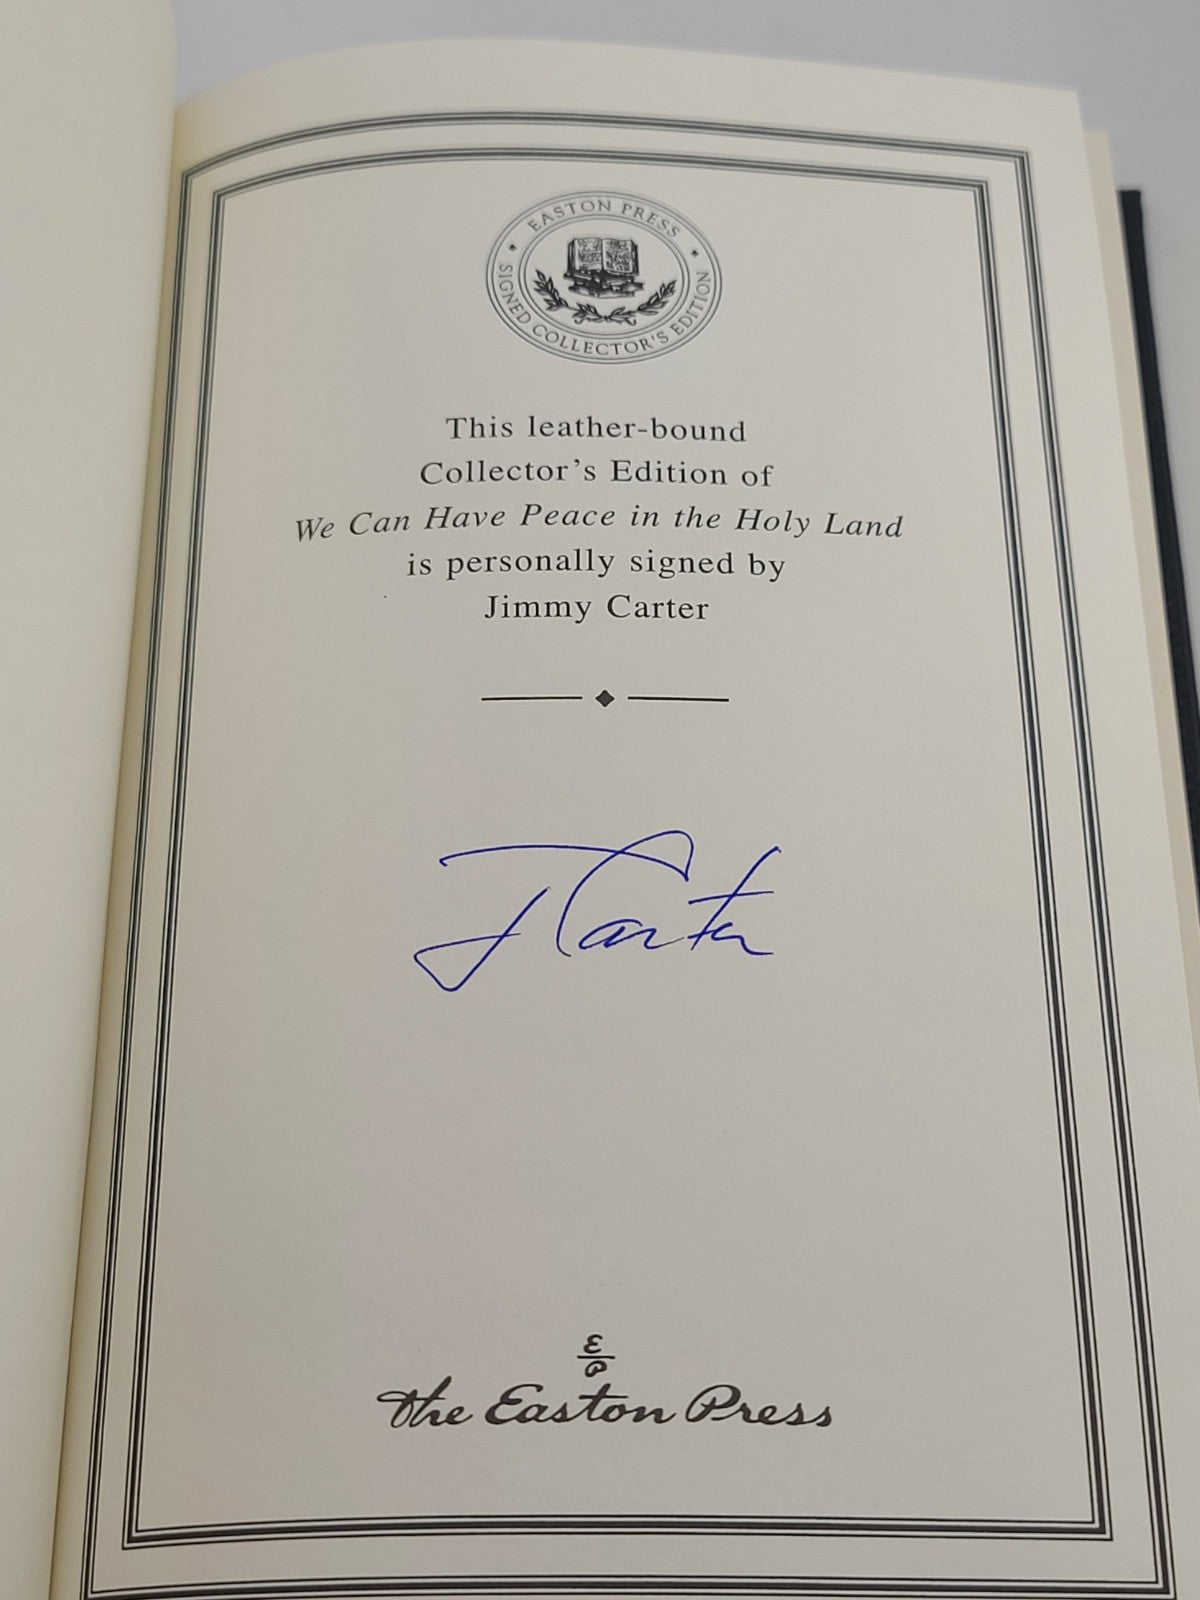 EASTON PRESS
SIGNED COLLECTOR'S EDITION
This leather-bound
Collector's Edition of
We Can Have Peace in the Holy Land
is personally signed by
Jimmy Carter
J Carter
E
P
The Easton Press